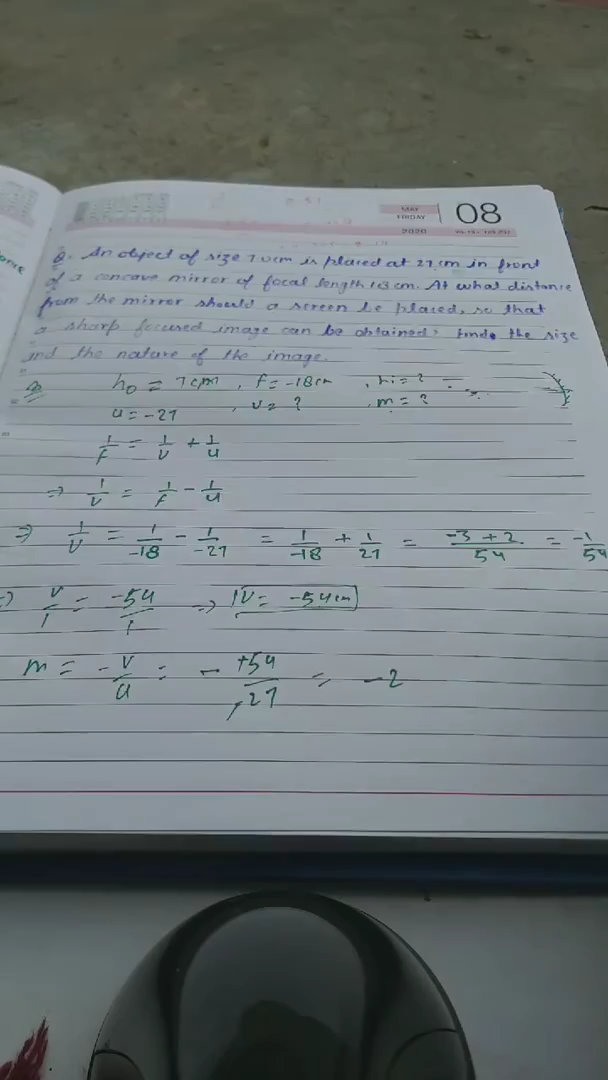 MAY
FRIDAY
08
2020
Q. An object of size 7.0cm is placed at 27 cm in front
of a concave mirror of focal length 18 cm. At what distance
from the mirror should a screen be placed, so that
a sharp focused image can be obtained? find the size
and the nature of the image.
h₀ = 7cm , f = -18cm , hi = ?
u = -27 , v = ? , m = ?
1/f = 1/v + 1/u
⇒ 1/v = 1/f - 1/u
⇒ 1/v = 1/-18 - 1/-27 = 1/-18 + 1/27 = -3 + 2/54 = -1/54
⇒ v/1 = -54/1 ⇒ V = -54cm
m = -v/u = - +54/27 = -2